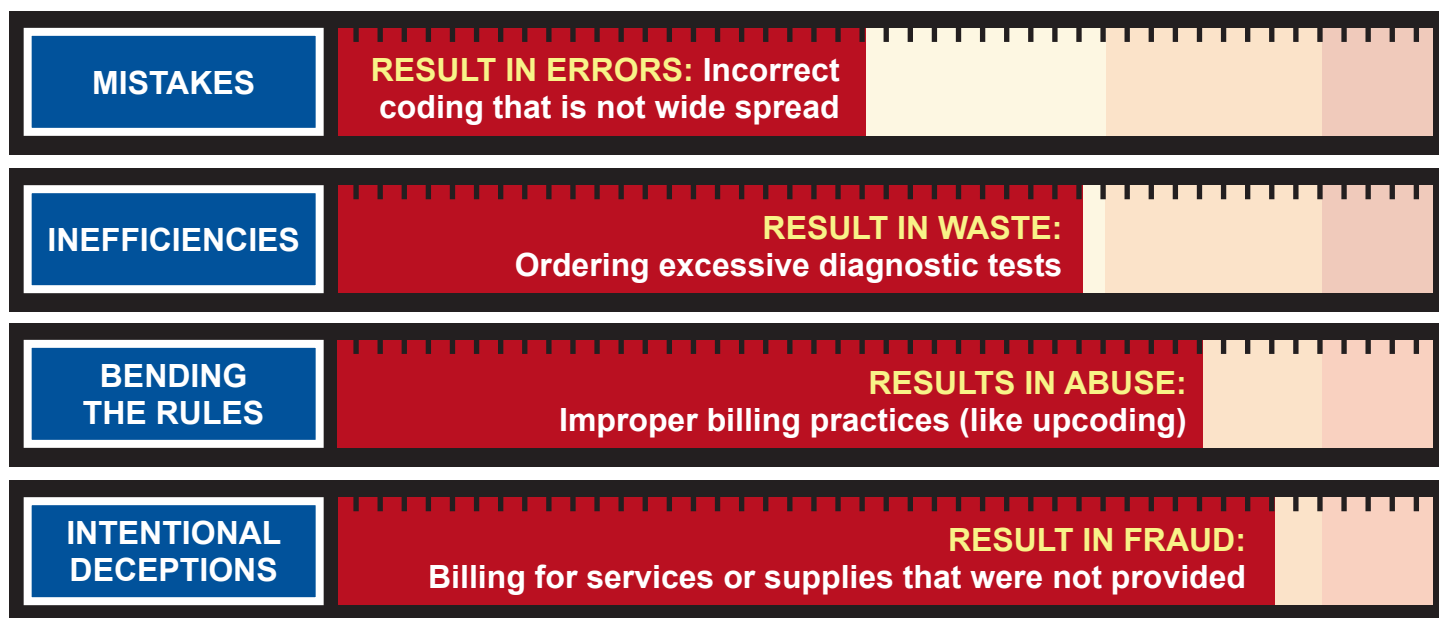 MISTAKES
RESULT IN ERRORS: Incorrect
coding that is not wide spread
INEFFICIENCIES
RESULT IN WASTE:
Ordering excessive diagnostic tests
BENDING
THE RULES
RESULTS IN ABUSE:
Improper billing practices (like upcoding)
INTENTIONAL
DECEPTIONS
RESULT IN FRAUD:
Billing for services or supplies that were not provided